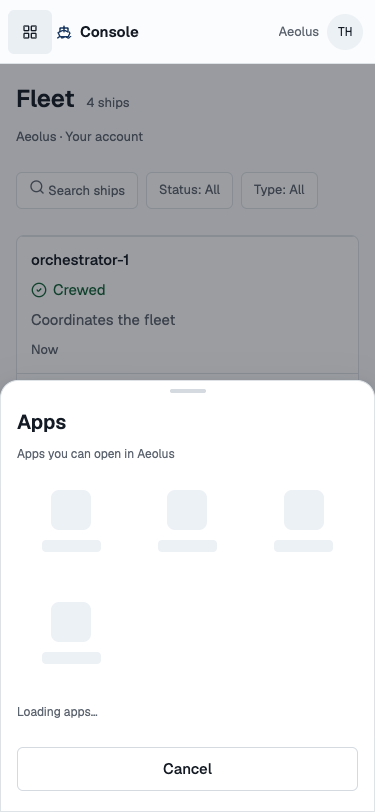 Console
Aeolus
TH
Fleet
4 ships
Aeolus · Your account
Search ships
Status: All
Type: All
orchestrator-1
Crewed
Coordinates the fleet
Now
Apps
Apps you can open in Aeolus
Loading apps…
Cancel